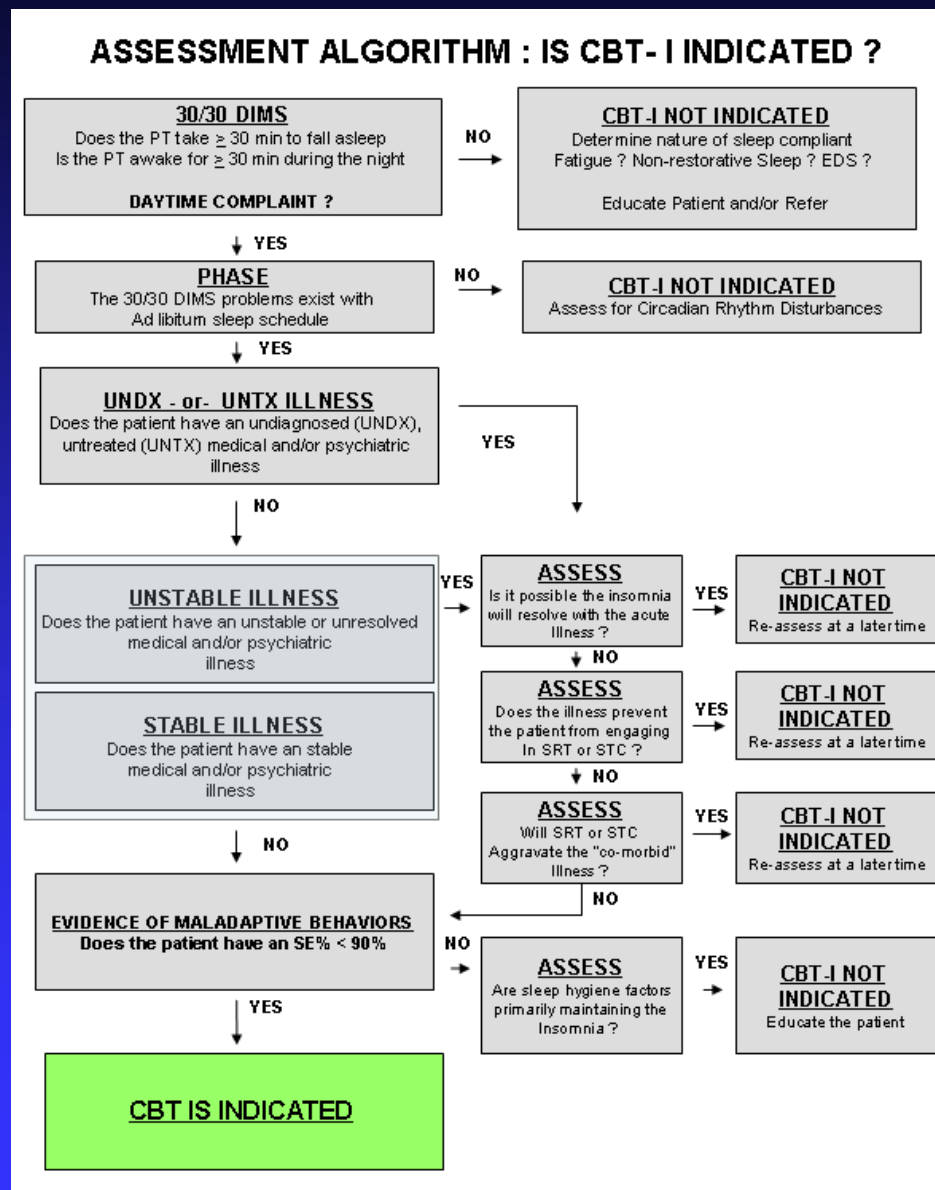 ASSESSMENT ALGORITHM : IS CBT- I INDICATED ?
30/30 DIMS
Does the PT take ≥ 30 min to fall asleep
Is the PT awake for ≥ 30 min during the night
DAYTIME COMPLAINT ?
NO
CBT-I NOT INDICATED
Determine nature of sleep compliant
Fatigue ? Non-restorative Sleep ? EDS ?
Educate Patient and/or Refer
YES
PHASE
The 30/30 DIMS problems exist with
Ad libitum sleep schedule
NO
CBT-I NOT INDICATED
Assess for Circadian Rhythm Disturbances
YES
UNDX - or- UNTX ILLNESS
Does the patient have an undiagnosed (UNDX),
untreated (UNTX) medical and/or psychiatric
illness
YES
NO
UNSTABLE ILLNESS
Does the patient have an unstable or unresolved
medical and/or psychiatric
illness
YES
ASSESS
Is it possible the insomnia
will resolve with the acute
Illness ?
YES
CBT-I NOT
INDICATED
Re-assess at a later time
NO
STABLE ILLNESS
Does the patient have an stable
medical and/or psychiatric
illness
ASSESS
Does the illness prevent
the patient from engaging
In SRT or STC ?
YES
CBT-I NOT
INDICATED
Re-assess at a later time
NO
ASSESS
Will SRT or STC
Aggravate the "co-morbid"
Illness ?
YES
CBT-I NOT
INDICATED
Re-assess at a later time
NO
NO
EVIDENCE OF MALADAPTIVE BEHAVIORS
Does the patient have an SE% < 90%
NO
ASSESS
Are sleep hygiene factors
primarily maintaining the
Insomnia ?
YES
CBT-I NOT
INDICATED
Educate the patient
YES
CBT IS INDICATED